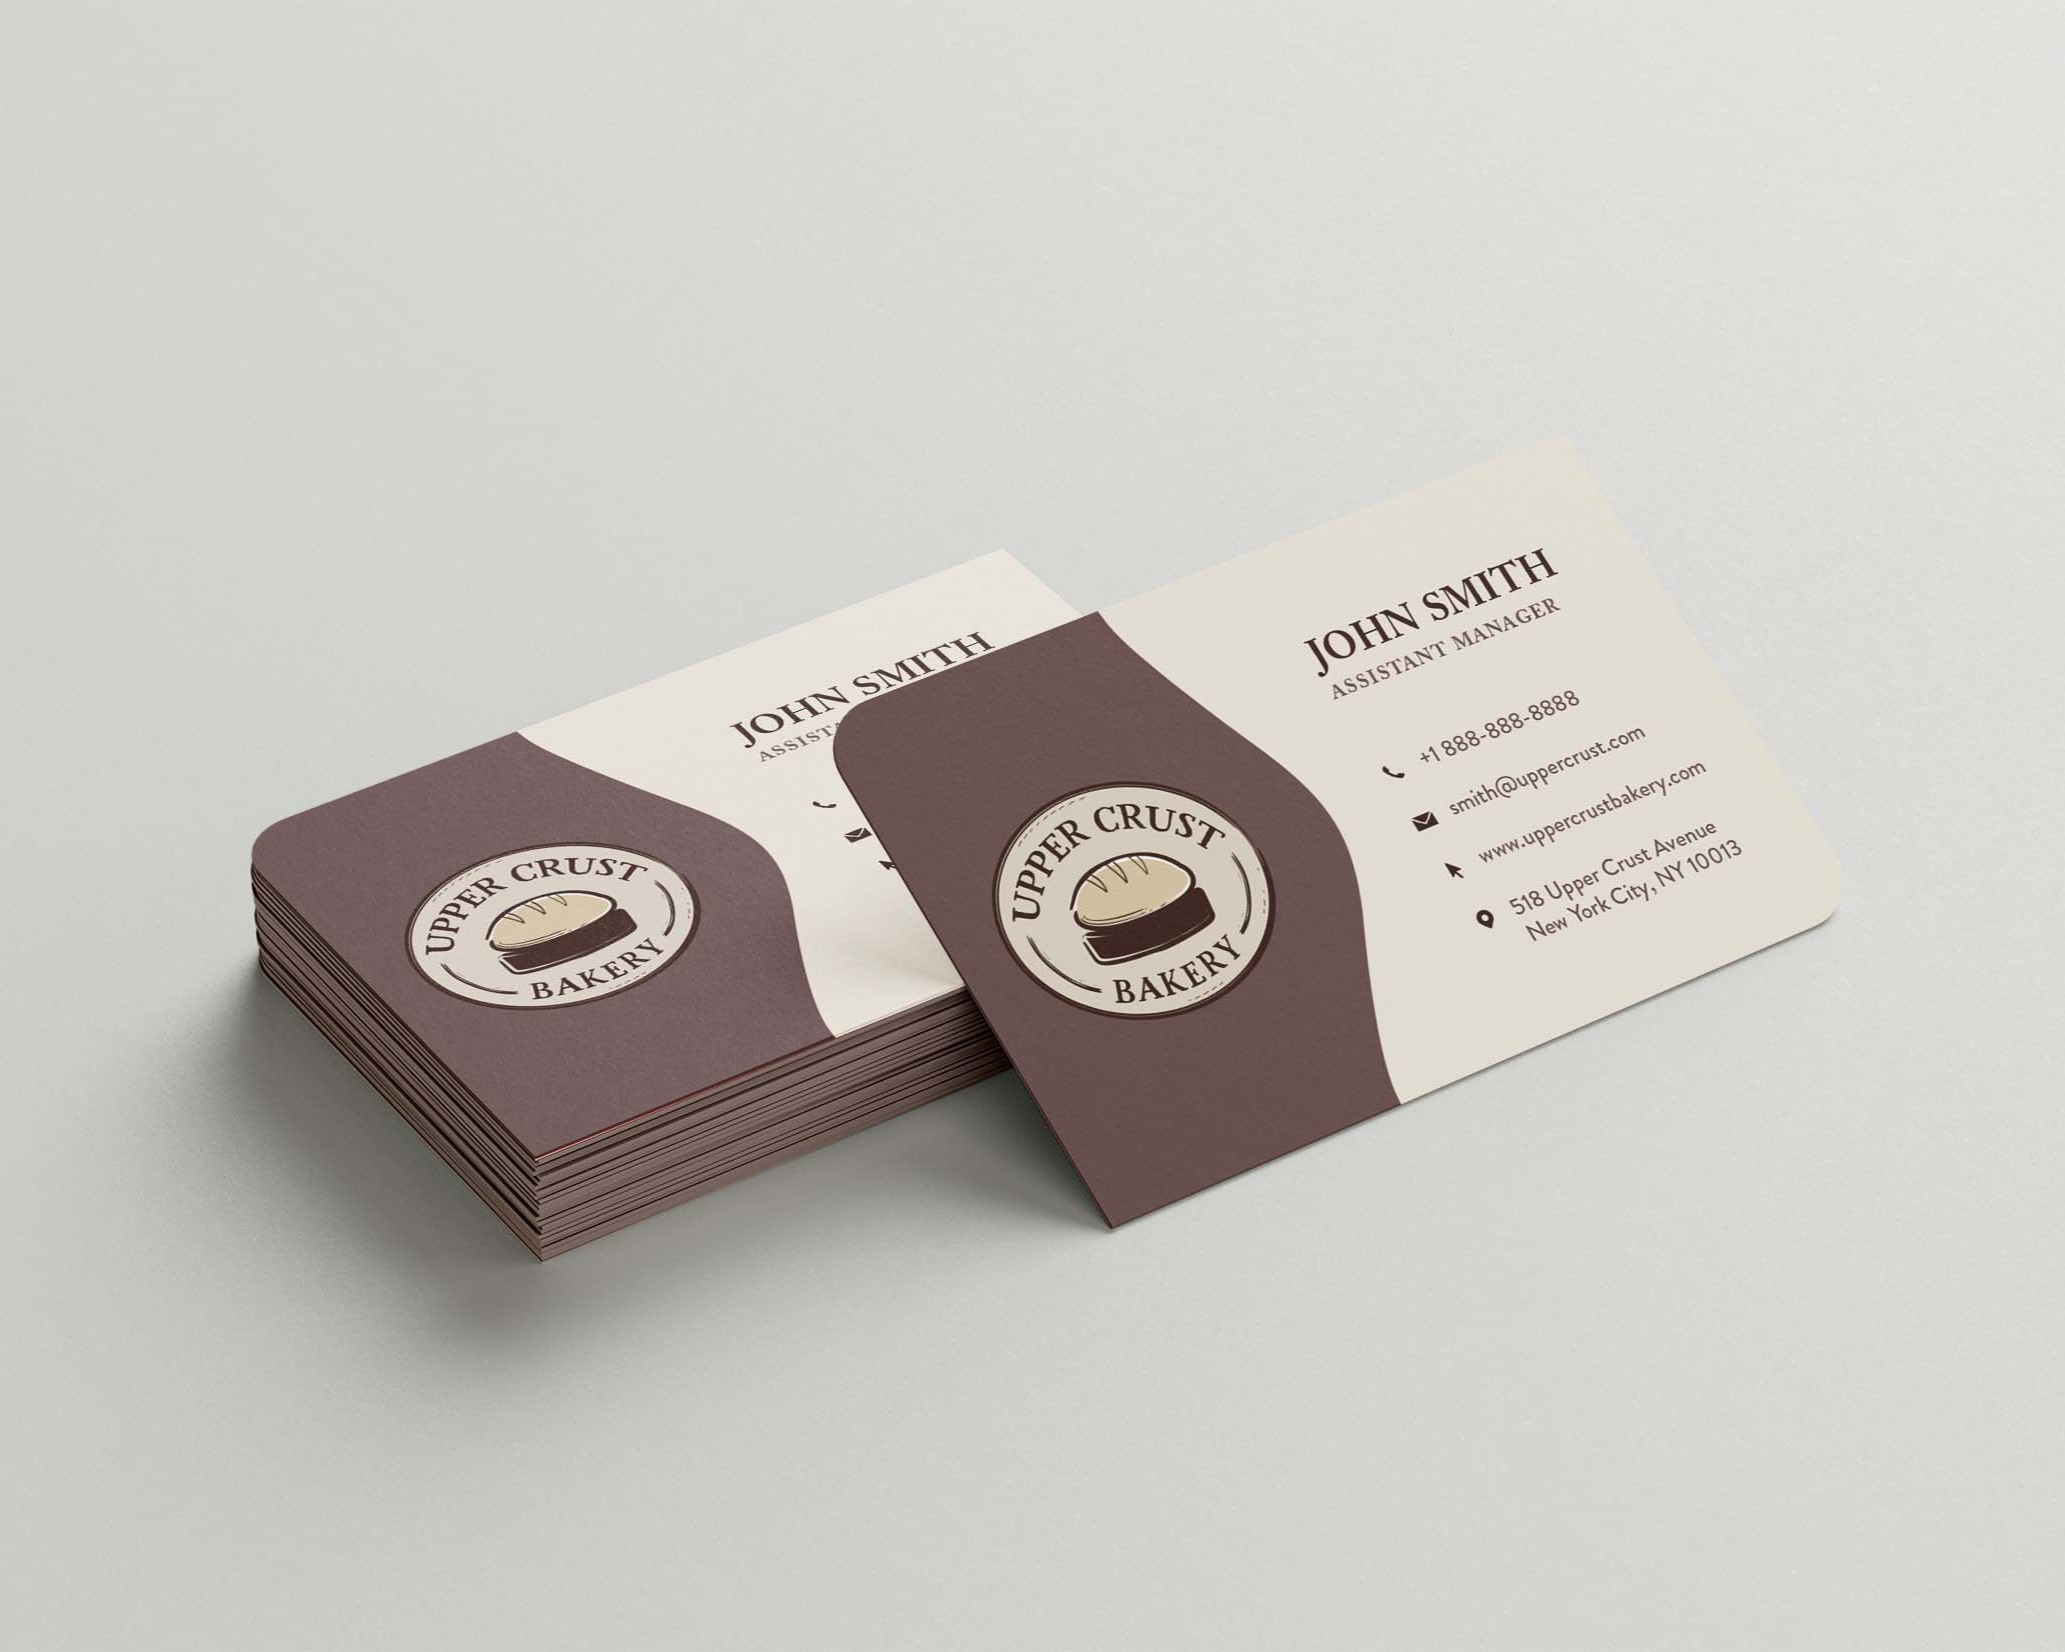 UPPER CRUST
BAKERY
JOHN SMITH
UPPER CRUST
BAKERY
JOHN SMITH
ASSISTANT MANAGER
+1 888-888-8888
smith@uppercrust.com
www.uppercrustbakery.com
518 Upper Crust Avenue
New York City, NY 10013